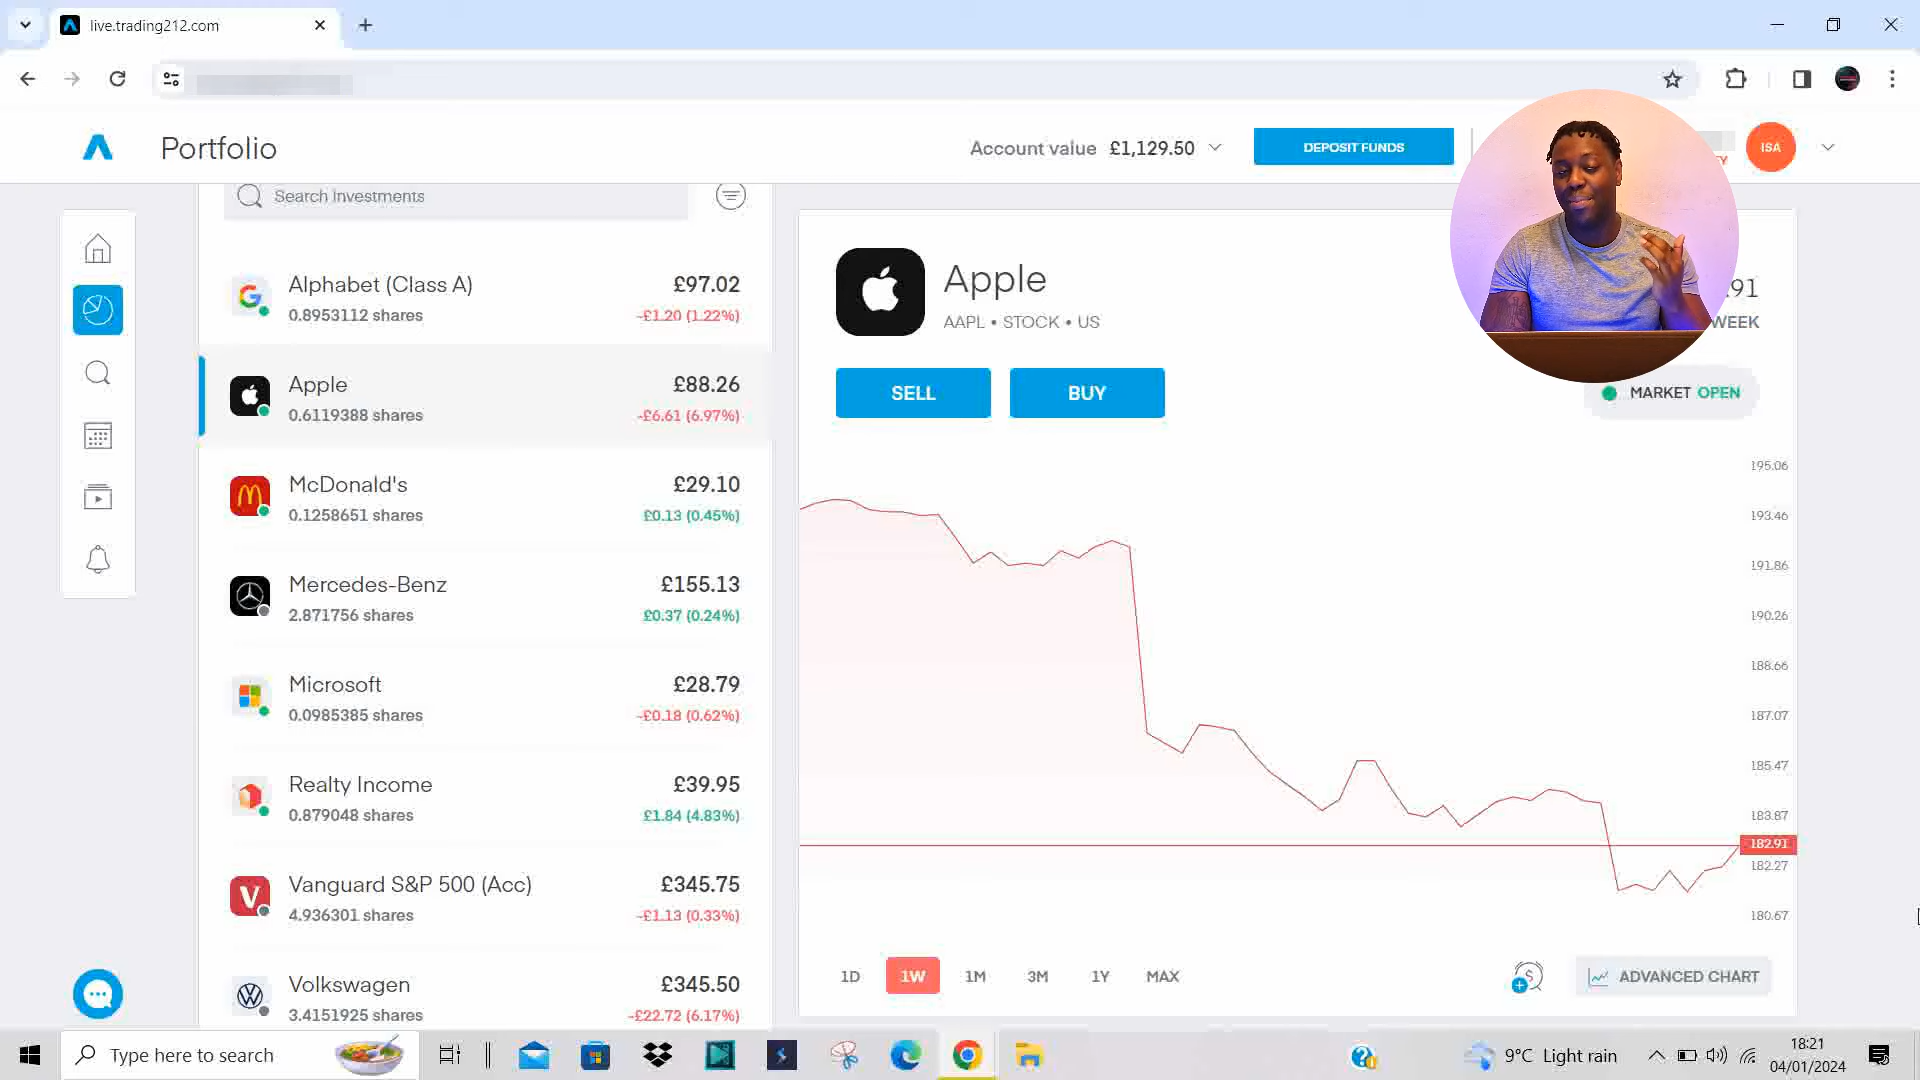 live.trading212.com
Portfolio
Account value £1,129.50
DEPOSIT FUNDS
ISA
Search investments
Alphabet (Class A) £97.02
0.8953112 shares -£1.20 (1.22%)
Apple £88.26
0.6119388 shares -£6.61 (6.97%)
McDonald's £29.10
0.1258651 shares £0.13 (0.45%)
Mercedes-Benz £155.13
2.871756 shares £0.37 (0.24%)
Microsoft £28.79
0.0985385 shares -£0.18 (0.62%)
Realty Income £39.95
0.879048 shares £1.84 (4.83%)
Vanguard S&P 500 (Acc) £345.75
4.936301 shares -£1.13 (0.33%)
Volkswagen £345.50
3.4151925 shares -£22.72 (6.17%)
Apple
.91
AAPL • STOCK • US
WEEK
SELL BUY
MARKET OPEN
195.06
193.46
191.86
190.26
188.66
187.07
185.47
183.87
182.91
182.27
180.67
1D 1W 1M 3M 1Y MAX
ADVANCED CHART
Type here to search
9°C Light rain
18:21
04/01/2024